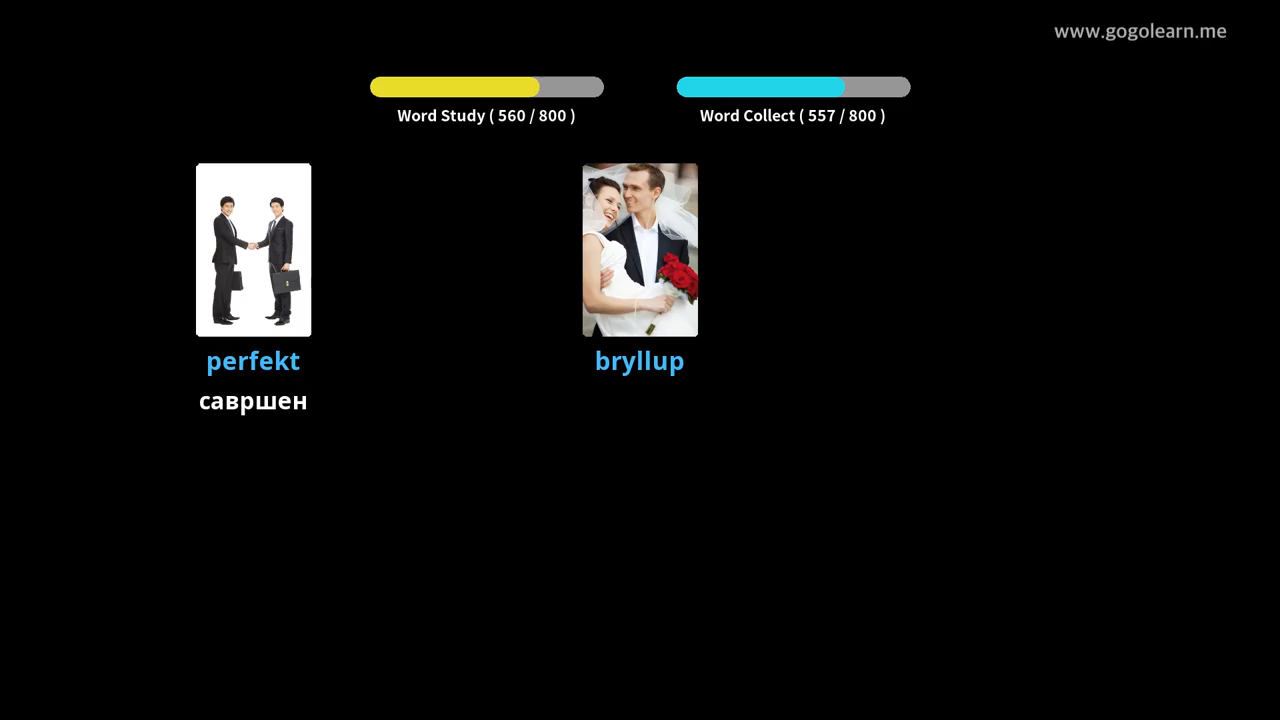 www.gogolearn.me
Word Study ( 560 / 800 )
Word Collect ( 557 / 800 )
perfekt
bryllup
савршен